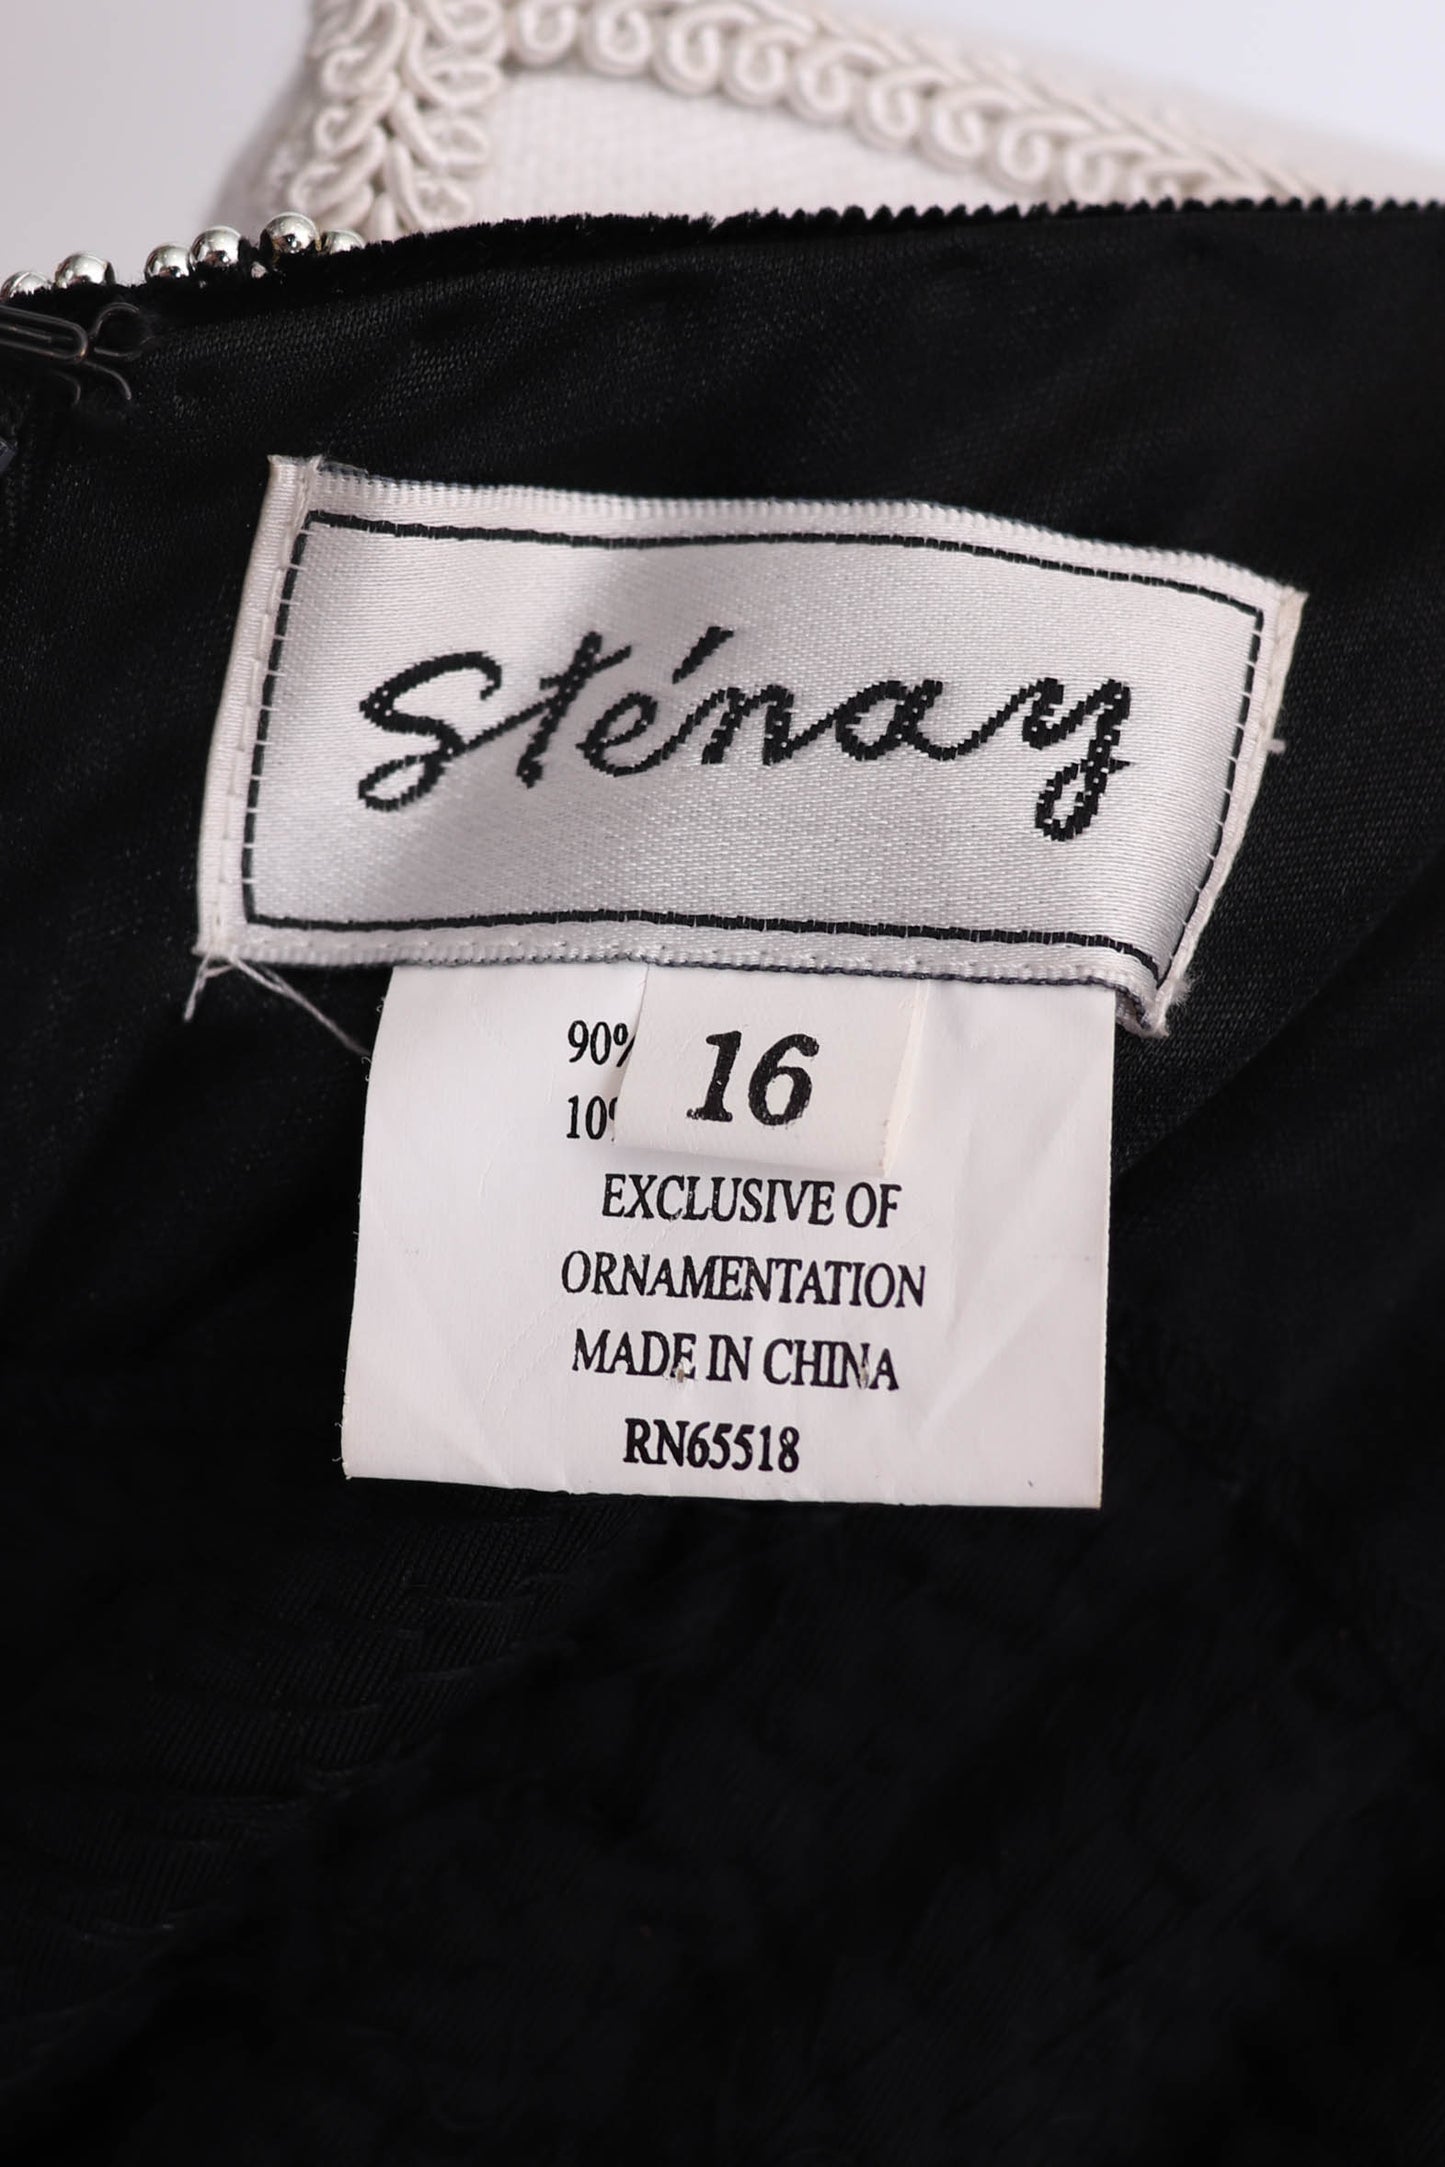 Sténay
16
90%
10%
EXCLUSIVE OF
ORNAMENTATION
MADE IN CHINA
RN65518